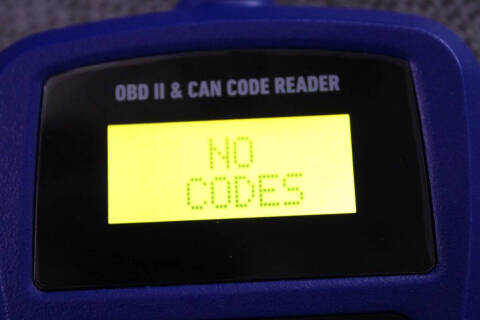 OBD II & CAN CODE READER
NO
CODES